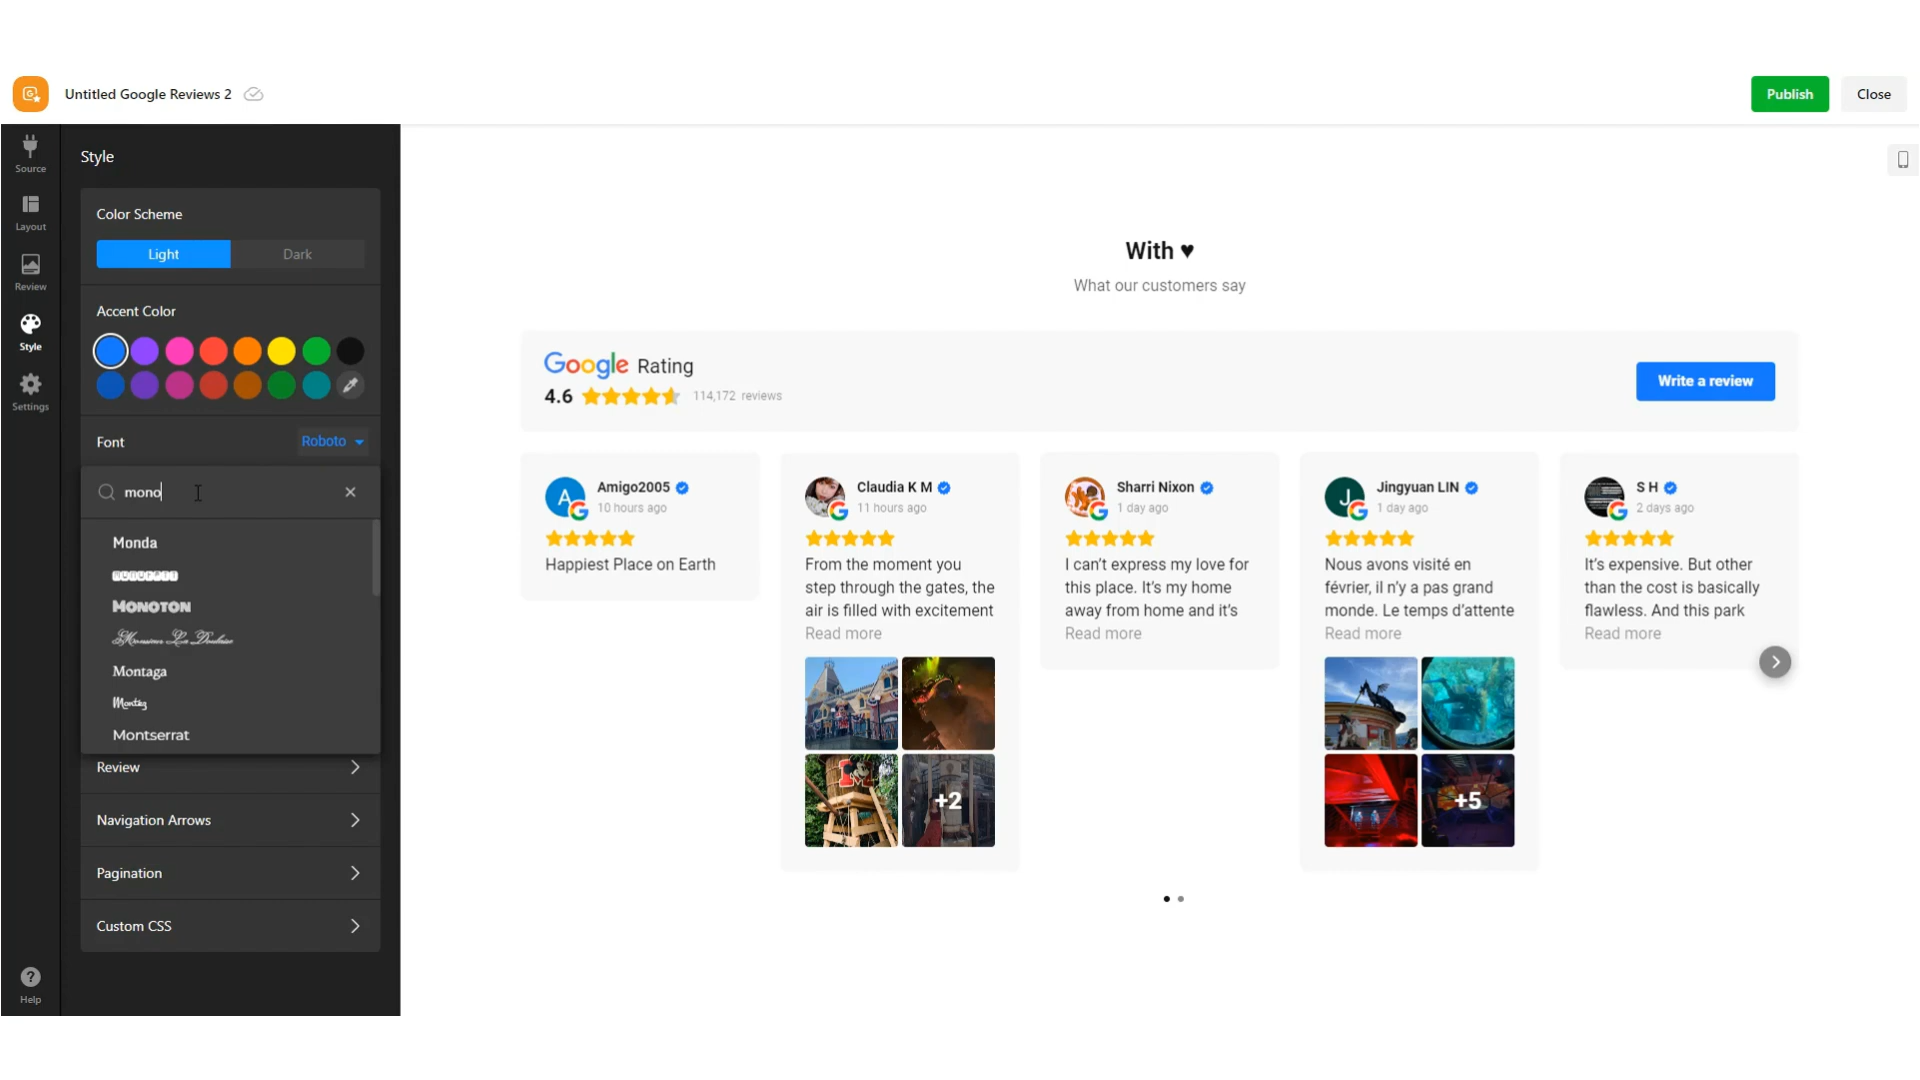 Untitled Google Reviews 2
Publish
Close
Source
Layout
Review
Style
Settings
Help
Style
Color Scheme
Light
Dark
Accent Color
Font
Roboto
mono
Monda
Monofett
MONOTON
Monsieur La Doulaise
Montaga
Montez
Montserrat
Review
Navigation Arrows
Pagination
Custom CSS
With ♥
What our customers say
Google Rating
4.6
114,172 reviews
Write a review
A
Amigo2005
10 hours ago
Happiest Place on Earth
Claudia K M
11 hours ago
From the moment you
step through the gates, the
air is filled with excitement
Read more
+2
Sharri Nixon
1 day ago
I can't express my love for
this place. It's my home
away from home and it's
Read more
J
Jingyuan LIN
1 day ago
Nous avons visité en
février, il n'y a pas grand
monde. Le temps d'attente
Read more
+5
S H
2 days ago
It's expensive. But other
than the cost is basically
flawless. And this park
Read more